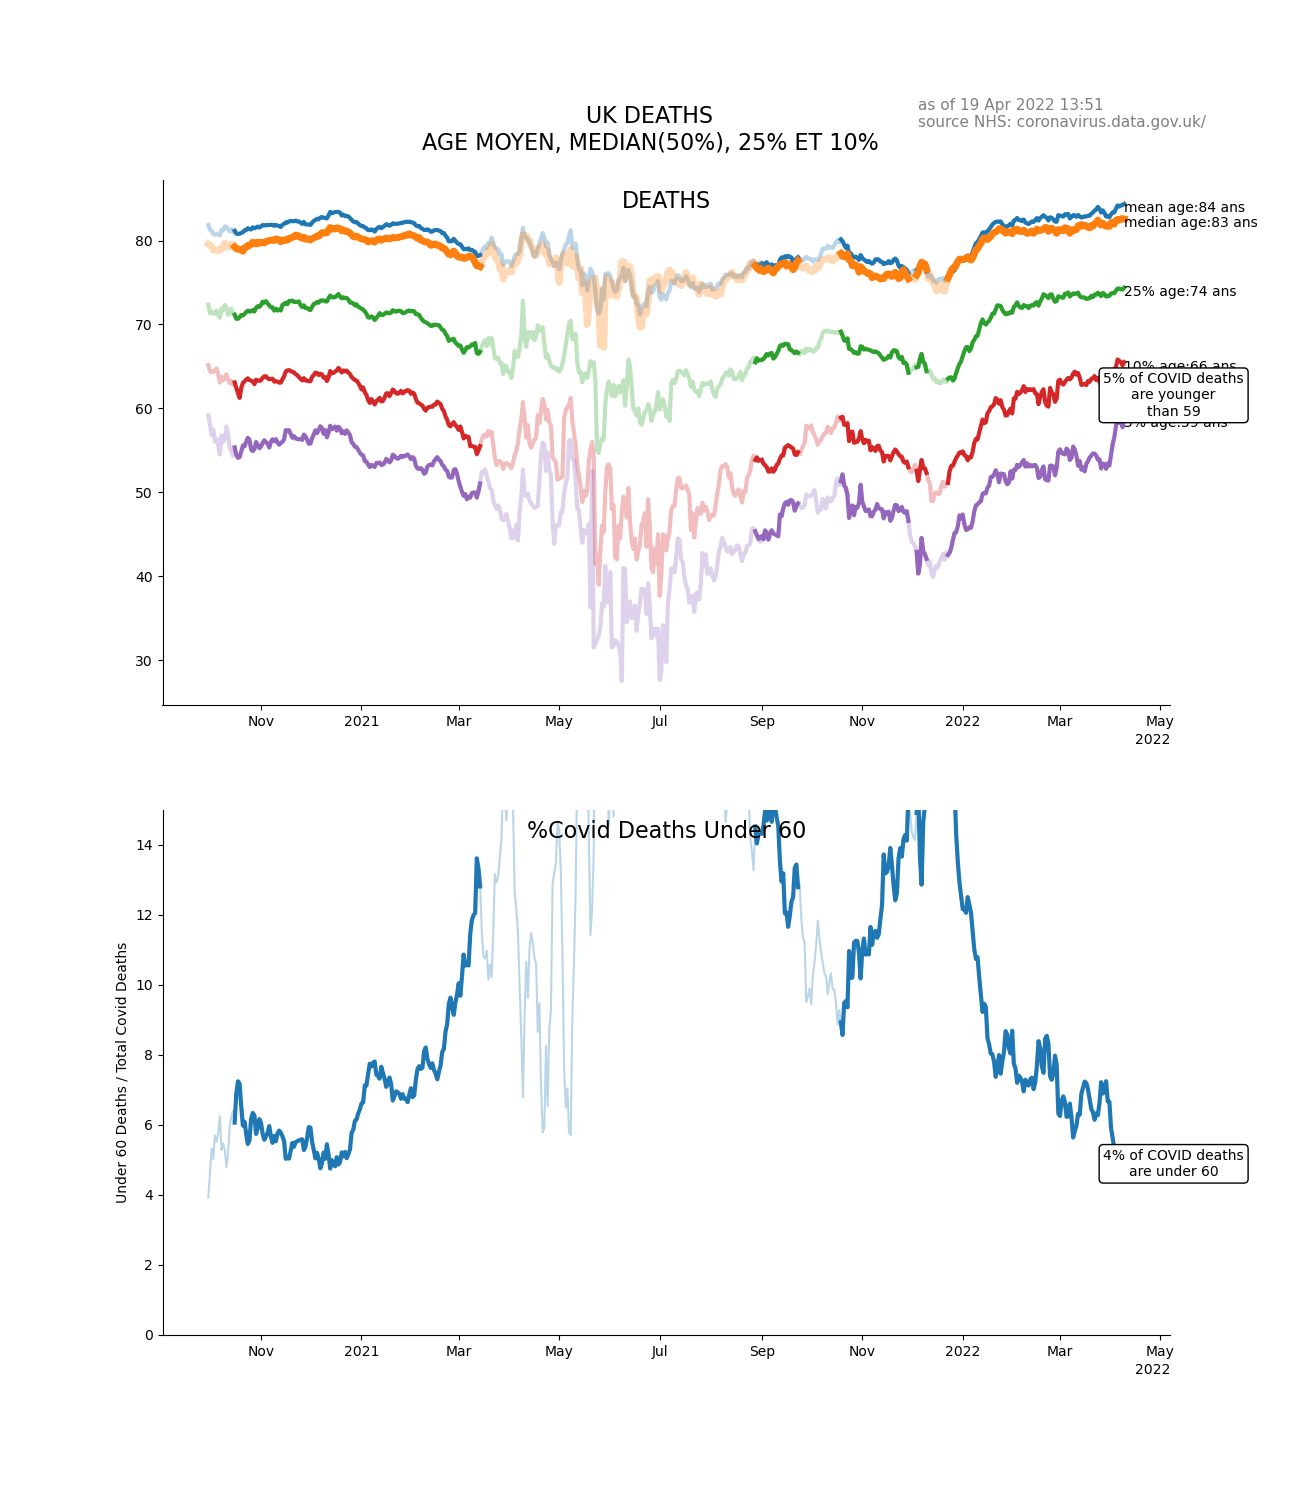 as of 19 Apr 2022 13:51
source NHS: coronavirus.data.gov.uk/
UK DEATHS
AGE MOYEN, MEDIAN(50%), 25% ET 10%
DEATHS
80
70
60
50
40
30
mean age:84 ans
median age:83 ans
25% age:74 ans
10% age:66 ans
5% of COVID deaths
are younger
than 59
5% age:59 ans
Nov
2021
Mar
May
Jul
Sep
Nov
2022
Mar
May
2022
%Covid Deaths Under 60
Under 60 Deaths / Total Covid Deaths
14
12
10
8
6
4
2
0
4% of COVID deaths
are under 60
Nov
2021
Mar
May
Jul
Sep
Nov
2022
Mar
May
2022